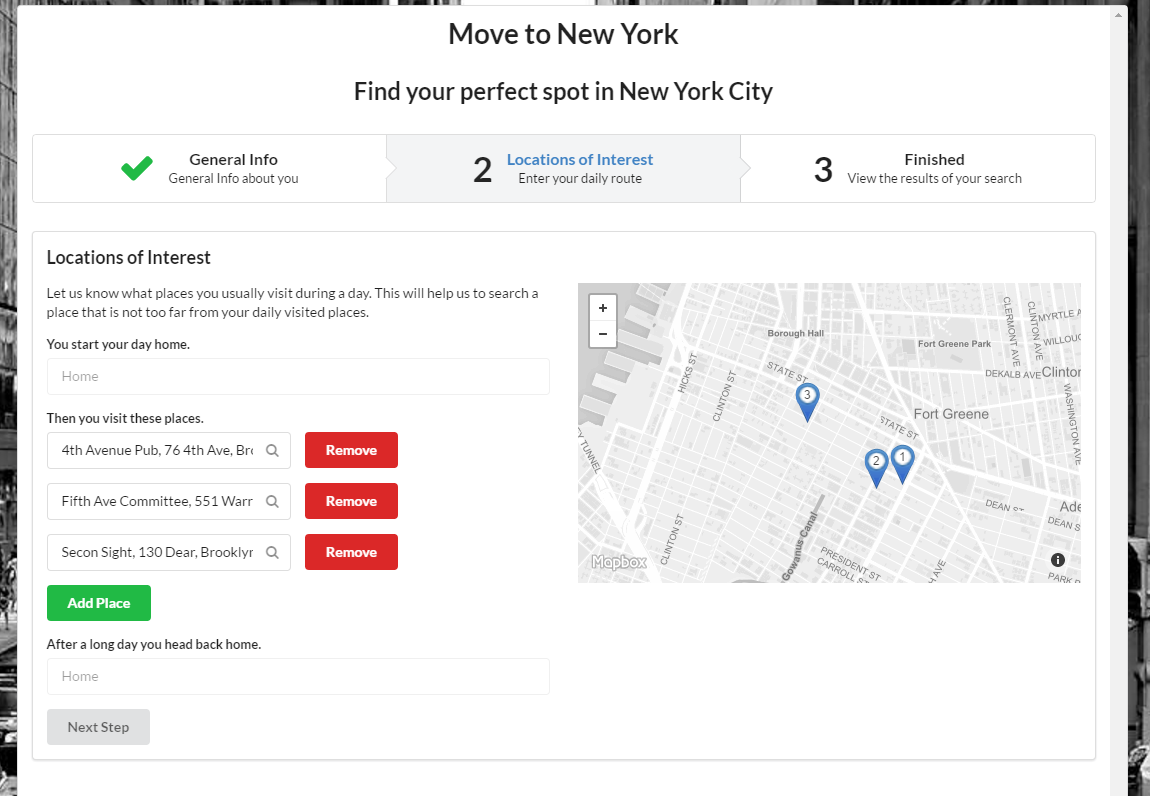 Move to New York
Find your perfect spot in New York City
General Info
General Info about you
2
Locations of Interest
Enter your daily route
3
Finished
View the results of your search
Locations of Interest
Let us know what places you usually visit during a day. This will help us to search a
place that is not too far from your daily visited places.
You start your day home.
Home
Then you visit these places.
4th Avenue Pub, 76 4th Ave, Bro
Remove
Fifth Ave Committee, 551 Warr
Remove
Secon Sight, 130 Dear, Brooklyn
Remove
Add Place
After a long day you head back home.
Home
Next Step
+
−
Borough Hall
Fort Greene Park
CLERMONT AVE
CLINTON AVE
MYRTLE A
WILLOUG
HICKS ST
CLINTON ST
STATE ST
DEKALB AVE
Clinton
WASHINGTON AVE
3
Fort Greene
STATE ST
EY TUNNEL
2
1
CLINTON ST
Gowanus Canal
DEAN ST
Ade
DEAN S
PRESIDENT ST
CARROLL ST
H AVE
PARK P
Mapbox
i